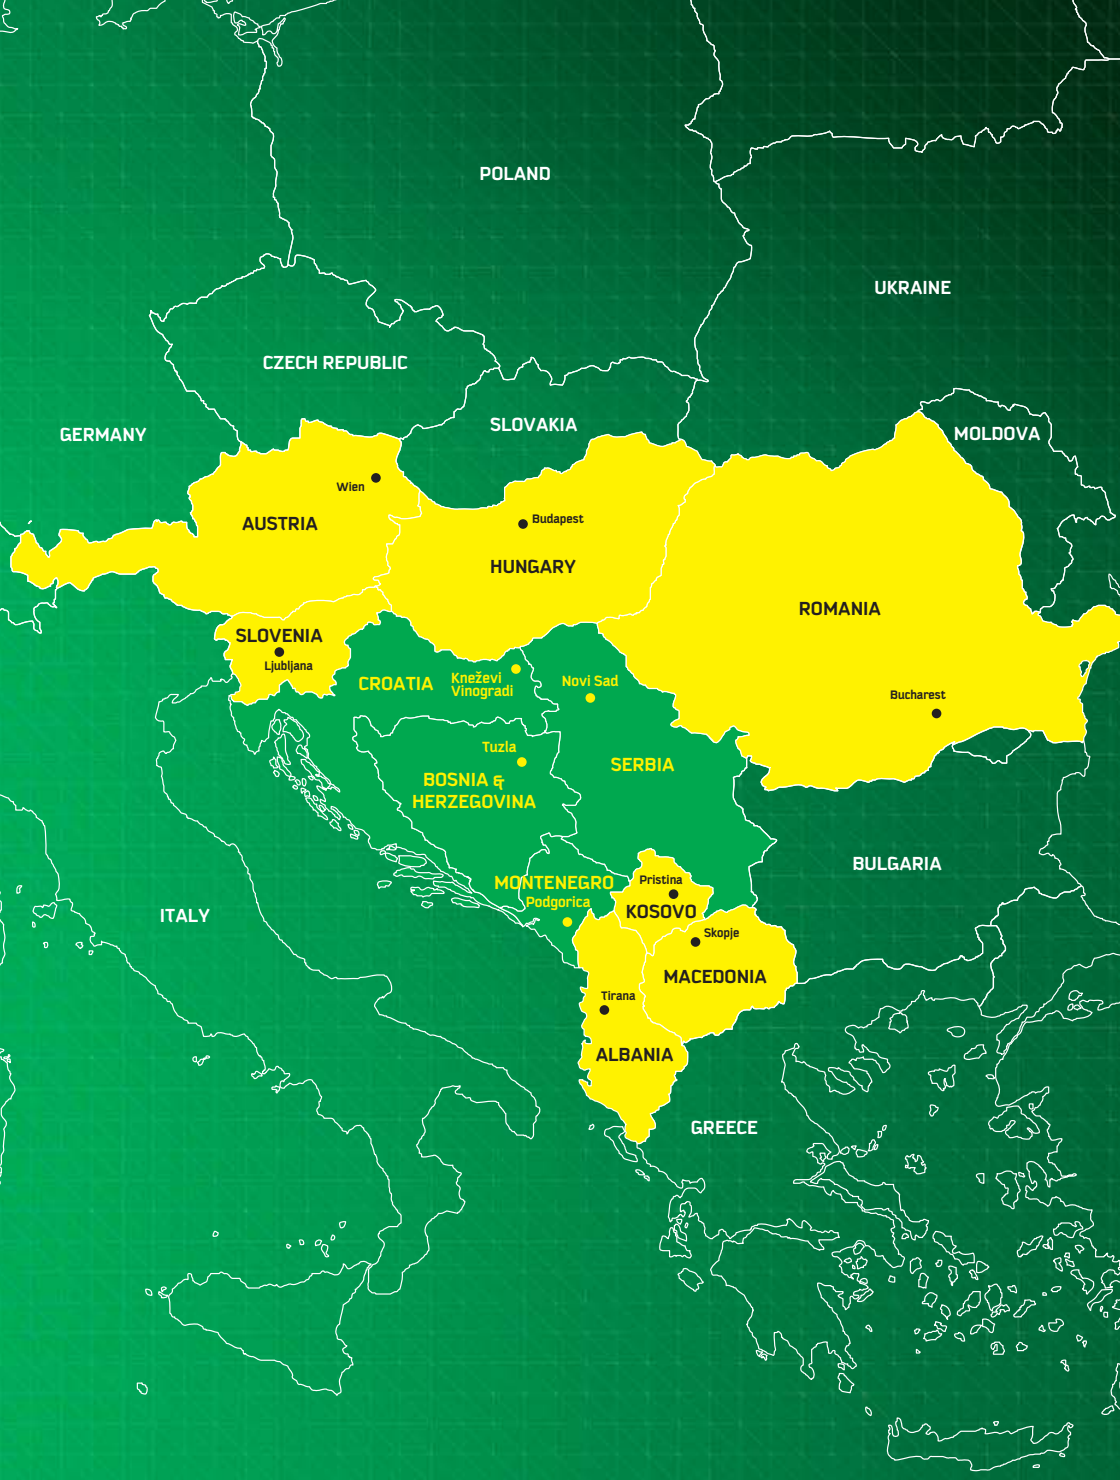 POLAND
UKRAINE
CZECH REPUBLIC
SLOVAKIA
GERMANY
MOLDOVA
Wien
AUSTRIA
Budapest
HUNGARY
ROMANIA
SLOVENIA
Ljubljana
CROATIA
Kneževi
Vinogradi
Novi Sad
Bucharest
Tuzla
SERBIA
BOSNIA &
HERZEGOVINA
BULGARIA
MONTENEGRO
Podgorica
Pristina
KOSOVO
ITALY
Skopje
MACEDONIA
Tirana
ALBANIA
GREECE